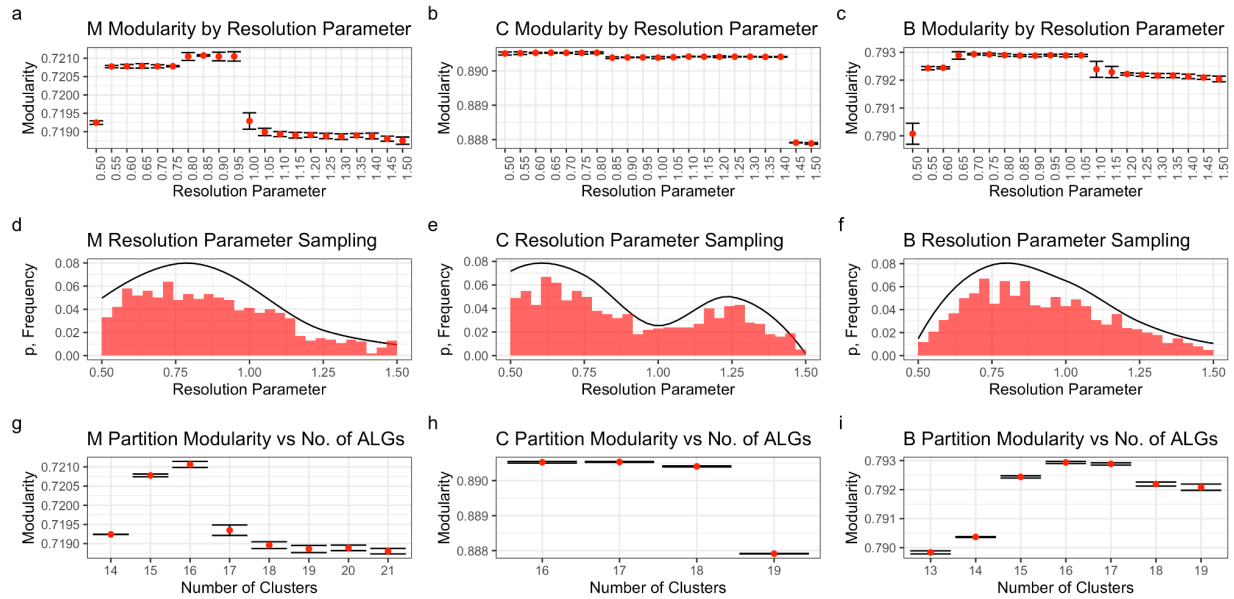 a
M Modularity by Resolution Parameter
Modularity
0.7210
0.7205
0.7200
0.7195
0.7190
0.50
0.55
0.60
0.65
0.70
0.75
0.80
0.85
0.90
0.95
1.00
1.05
1.10
1.15
1.20
1.25
1.30
1.35
1.40
1.45
1.50
Resolution Parameter
b
C Modularity by Resolution Parameter
Modularity
0.890
0.889
0.888
0.50
0.55
0.60
0.65
0.70
0.75
0.80
0.85
0.90
0.95
1.00
1.05
1.10
1.15
1.20
1.25
1.30
1.35
1.40
1.45
1.50
Resolution Parameter
c
B Modularity by Resolution Parameter
Modularity
0.793
0.792
0.791
0.790
0.50
0.55
0.60
0.65
0.70
0.75
0.80
0.85
0.90
0.95
1.00
1.05
1.10
1.15
1.20
1.25
1.30
1.35
1.40
1.45
1.50
Resolution Parameter
d
M Resolution Parameter Sampling
p, Frequency
0.08
0.06
0.04
0.02
0.00
0.50 0.75 1.00 1.25 1.50
Resolution Parameter
e
C Resolution Parameter Sampling
p, Frequency
0.08
0.06
0.04
0.02
0.00
0.50 0.75 1.00 1.25 1.50
Resolution Parameter
f
B Resolution Parameter Sampling
p, Frequency
0.08
0.06
0.04
0.02
0.00
0.50 0.75 1.00 1.25 1.50
Resolution Parameter
g
M Partition Modularity vs No. of ALGs
Modularity
0.7210
0.7205
0.7200
0.7195
0.7190
14 15 16 17 18 19 20 21
Number of Clusters
h
C Partition Modularity vs No. of ALGs
Modularity
0.890
0.889
0.888
16 17 18 19
Number of Clusters
i
B Partition Modularity vs No. of ALGs
Modularity
0.793
0.792
0.791
0.790
13 14 15 16 17 18 19
Number of Clusters